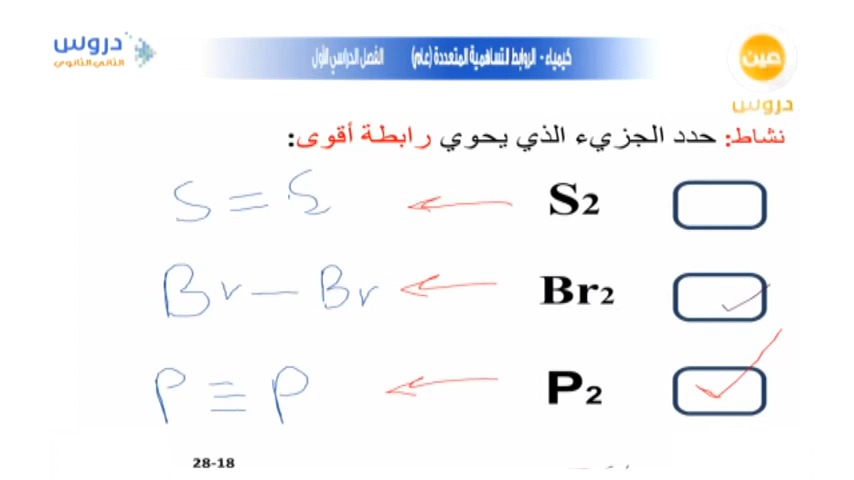 دروس
الثاني الثانوي
كيمياء - الروابط التساهمية المتعددة (عام) الفصل الدراسي الأول
عين
دروس
نشاط: حدد الجزيء الذي يحوي رابطة أقوى:
S = S S2
Br — Br Br2
P ≡ P P2
28-18